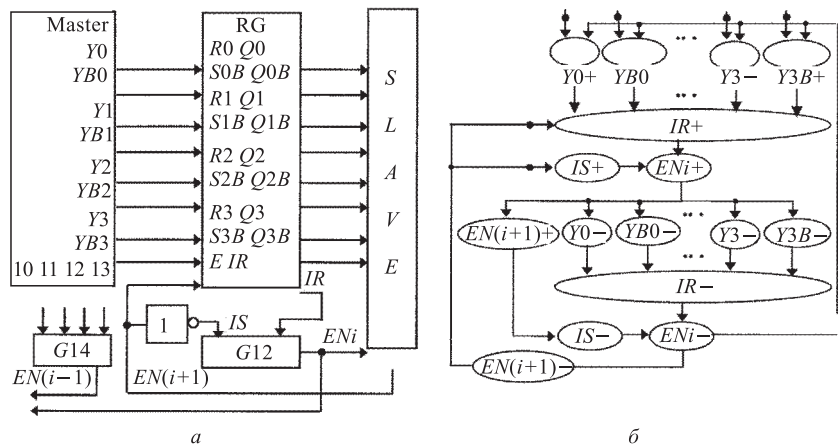 Master
Y0
YB0
Y1
YB1
Y2
YB2
Y3
YB3
10 11 12 13
RG
R0 Q0
S0B Q0B
R1 Q1
S1B Q1B
R2 Q2
S2B Q2B
R3 Q3
S3B Q3B
E IR
S
L
A
V
E
IR
1
IS
G12
ENi
G14
EN(i−1)
EN(i+1)
а
...
Y0+ YB0 Y3− Y3B+
...
IR+
IS+ ENi+
EN(i+1)+ Y0− YB0− ... Y3− Y3B−
...
IR−
IS− ENi−
EN(i+1)−
б